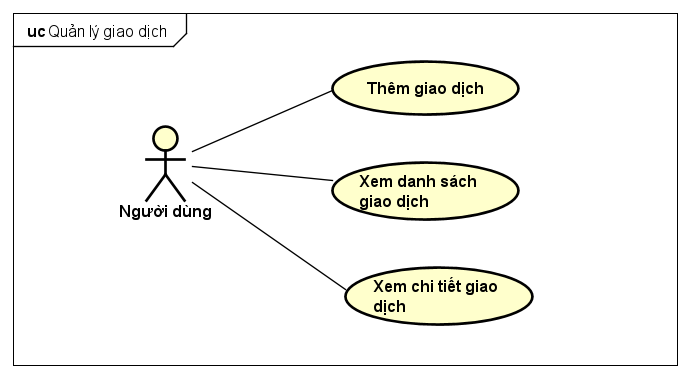 uc Quản lý giao dịch
Thêm giao dịch
Xem danh sách
giao dịch
Người dùng
Xem chi tiết giao
dịch